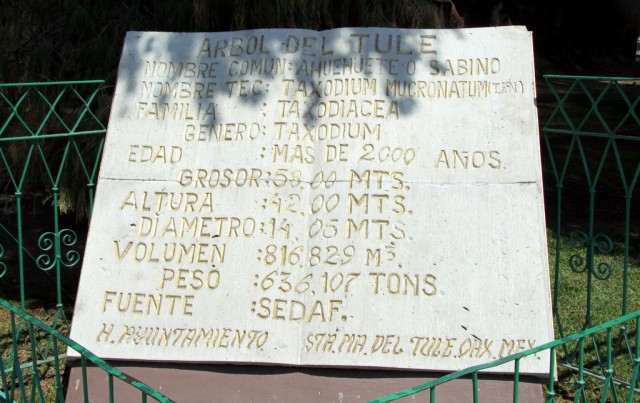 ARBOL DEL TULE
NOMBRE COMUN: AHUEHUETE O SABINO
NOMBRE TEC: TAXODIUM MUCRONATUM (TEN)
FAMILIA : TAXODIACEA
GENERO: TAXODIUM
EDAD : MAS DE 2000 AÑOS.
GROSOR: 58.00 MTS.
ALTURA : 42.00 MTS.
DIAMETRO: 14.05 MTS
VOLUMEN : 816.829 M3.
PESO : 636.107 TONS
FUENTE : SEDAF.
H. AYUNTAMIENTO STA. MA. DEL TULE. OAX. MEX.